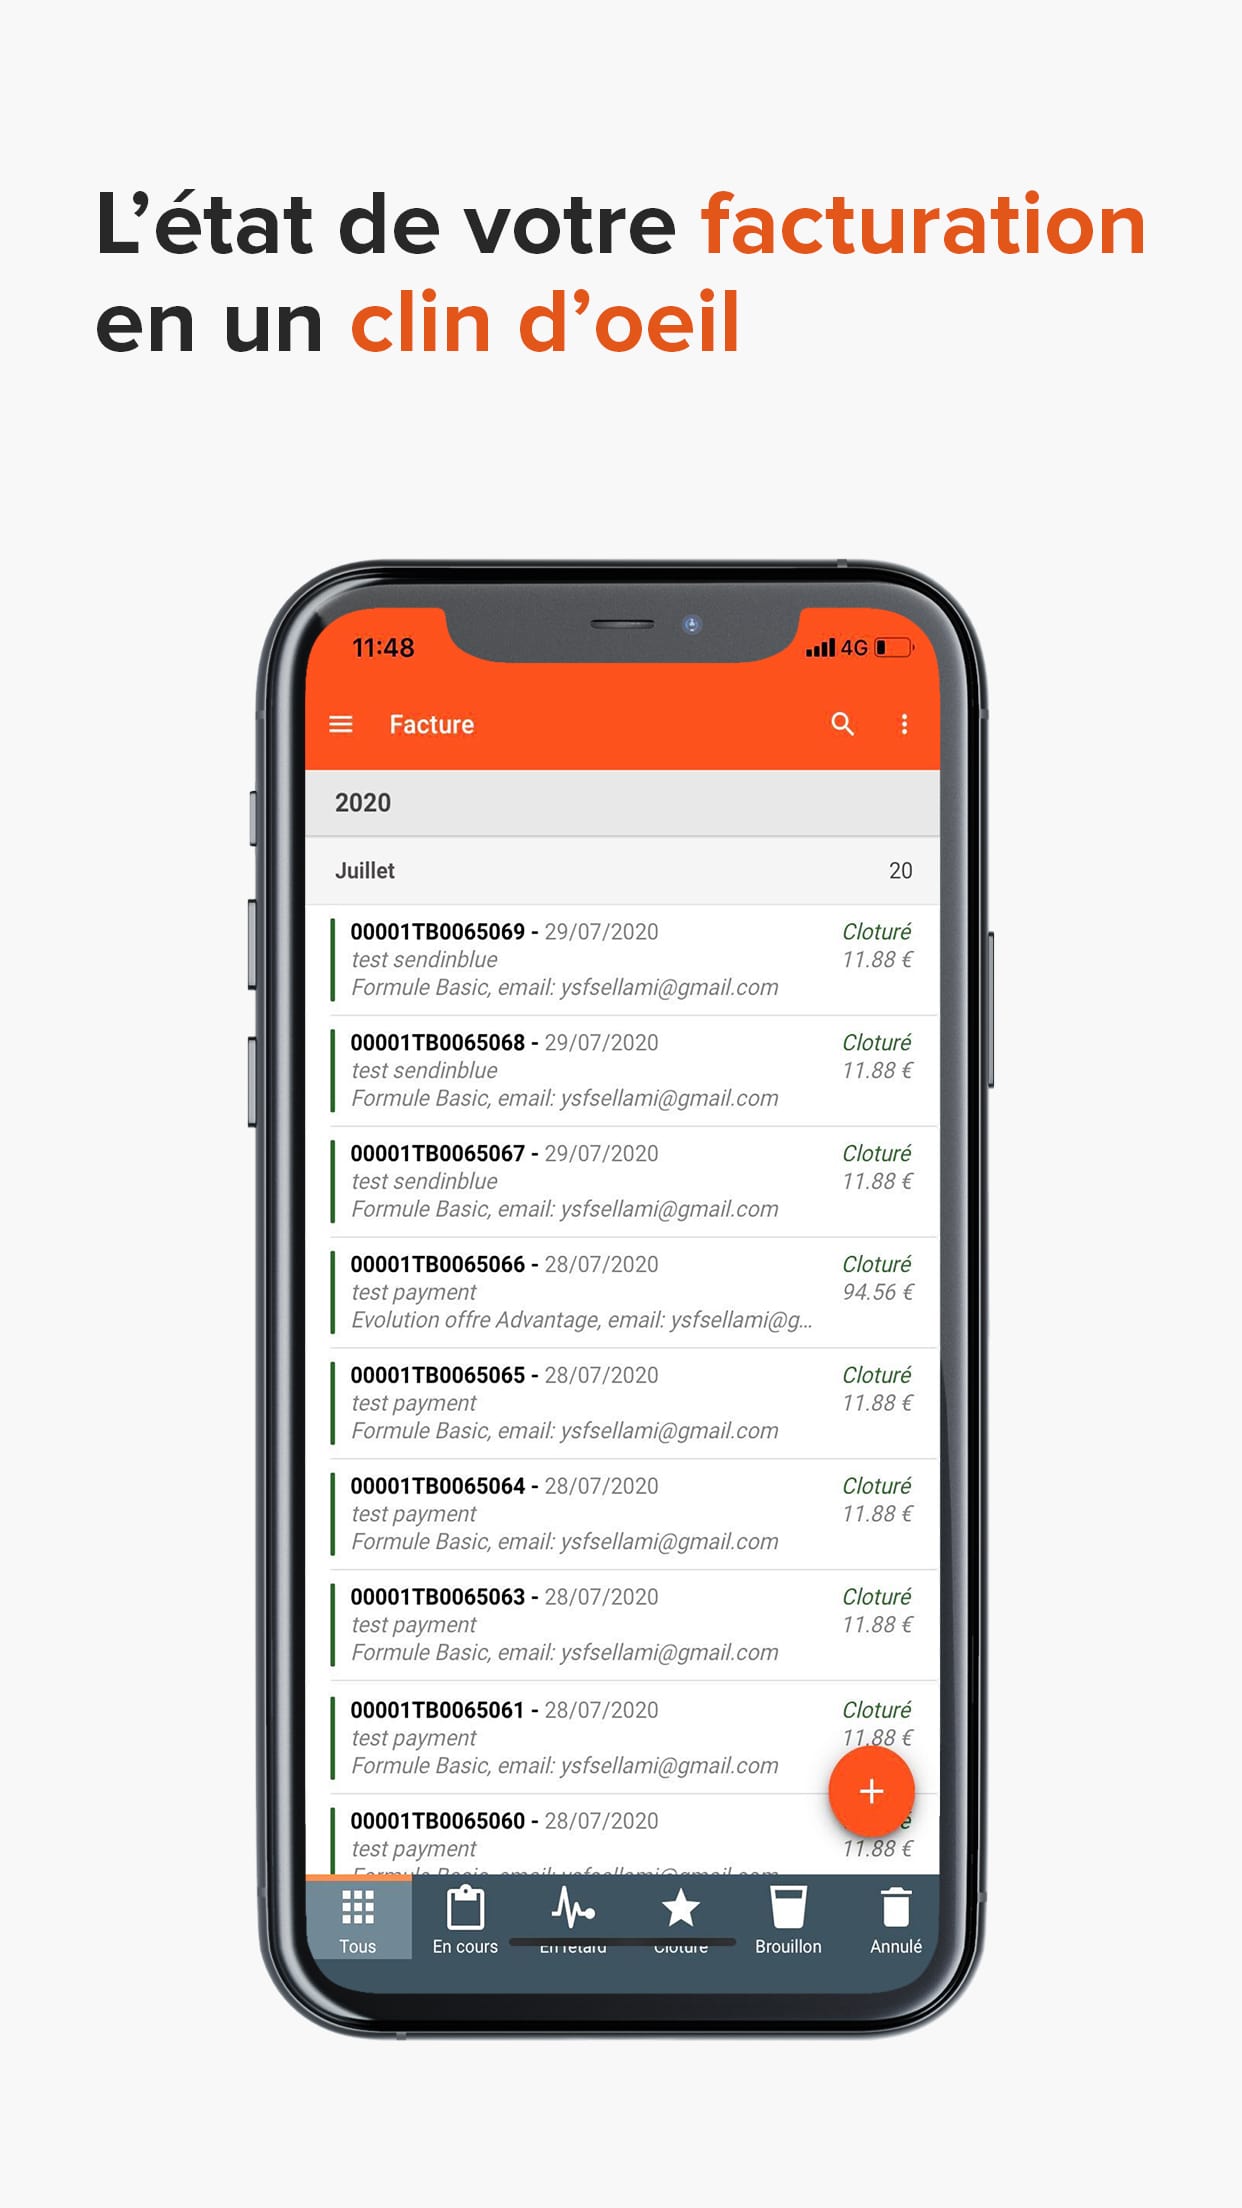 L’état de votre facturation
en un clin d’oeil
11:48 4G
Facture
2020
Juillet 20
00001TB0065069 - 29/07/2020 Cloturé
test sendinblue 11.88 €
Formule Basic, email: ysfsellami@gmail.com
00001TB0065068 - 29/07/2020 Cloturé
test sendinblue 11.88 €
Formule Basic, email: ysfsellami@gmail.com
00001TB0065067 - 29/07/2020 Cloturé
test sendinblue 11.88 €
Formule Basic, email: ysfsellami@gmail.com
00001TB0065066 - 28/07/2020 Cloturé
test payment 94.56 €
Evolution offre Advantage, email: ysfsellami@g...
00001TB0065065 - 28/07/2020 Cloturé
test payment 11.88 €
Formule Basic, email: ysfsellami@gmail.com
00001TB0065064 - 28/07/2020 Cloturé
test payment 11.88 €
Formule Basic, email: ysfsellami@gmail.com
00001TB0065063 - 28/07/2020 Cloturé
test payment 11.88 €
Formule Basic, email: ysfsellami@gmail.com
00001TB0065061 - 28/07/2020 Cloturé
test payment 11.88 €
Formule Basic, email: ysfsellami@gmail.com
00001TB0065060 - 28/07/2020
test payment 11.88 €
Tous En cours En retard Cloturé Brouillon Annulé